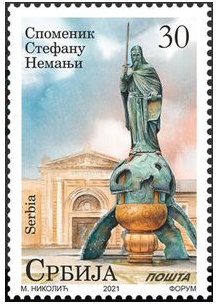 Споменик
Стефану
Немањи
30
Serbia
СРБИЈА
ПОШТА
М. НИКОЛИЋ
2021
ФОРУМ